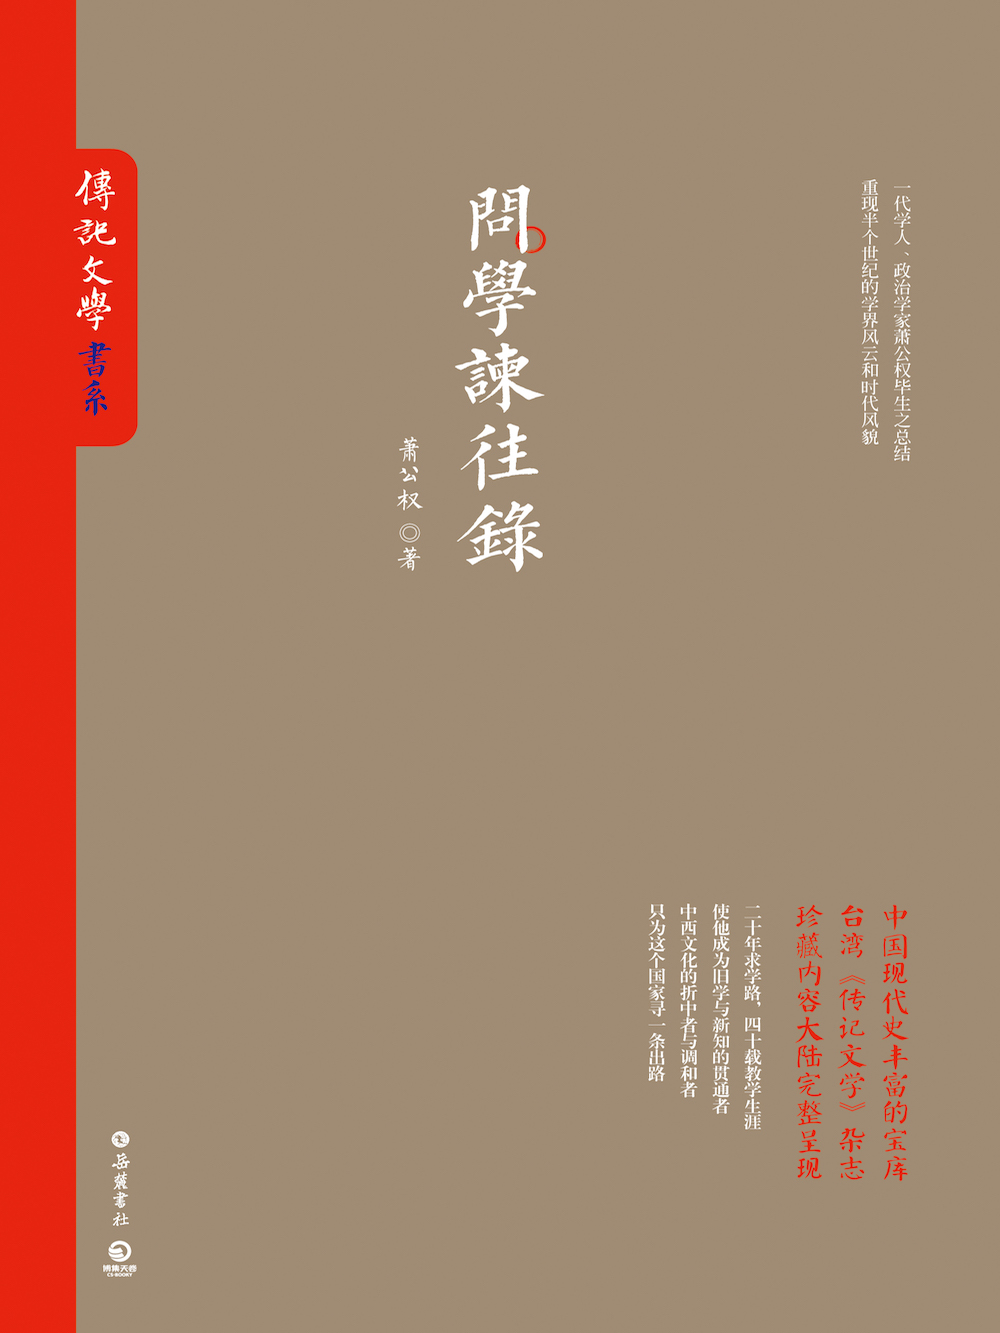 一代学人、政治学家萧公权毕生之总结
重现半个世纪的学界风云和时代风貌
問學諫往錄
萧公权◎著
傳記文學書系
中国现代史丰富的宝库
台湾《传记文学》杂志
珍藏内容大陆完整呈现
二十年求学路，四十载教学生涯
使他成为旧学与新知的贯通者
中西文化的折中者与调和者
只为这个国家寻一条出路
岳麓書社
博集天卷
CS-BOOKY